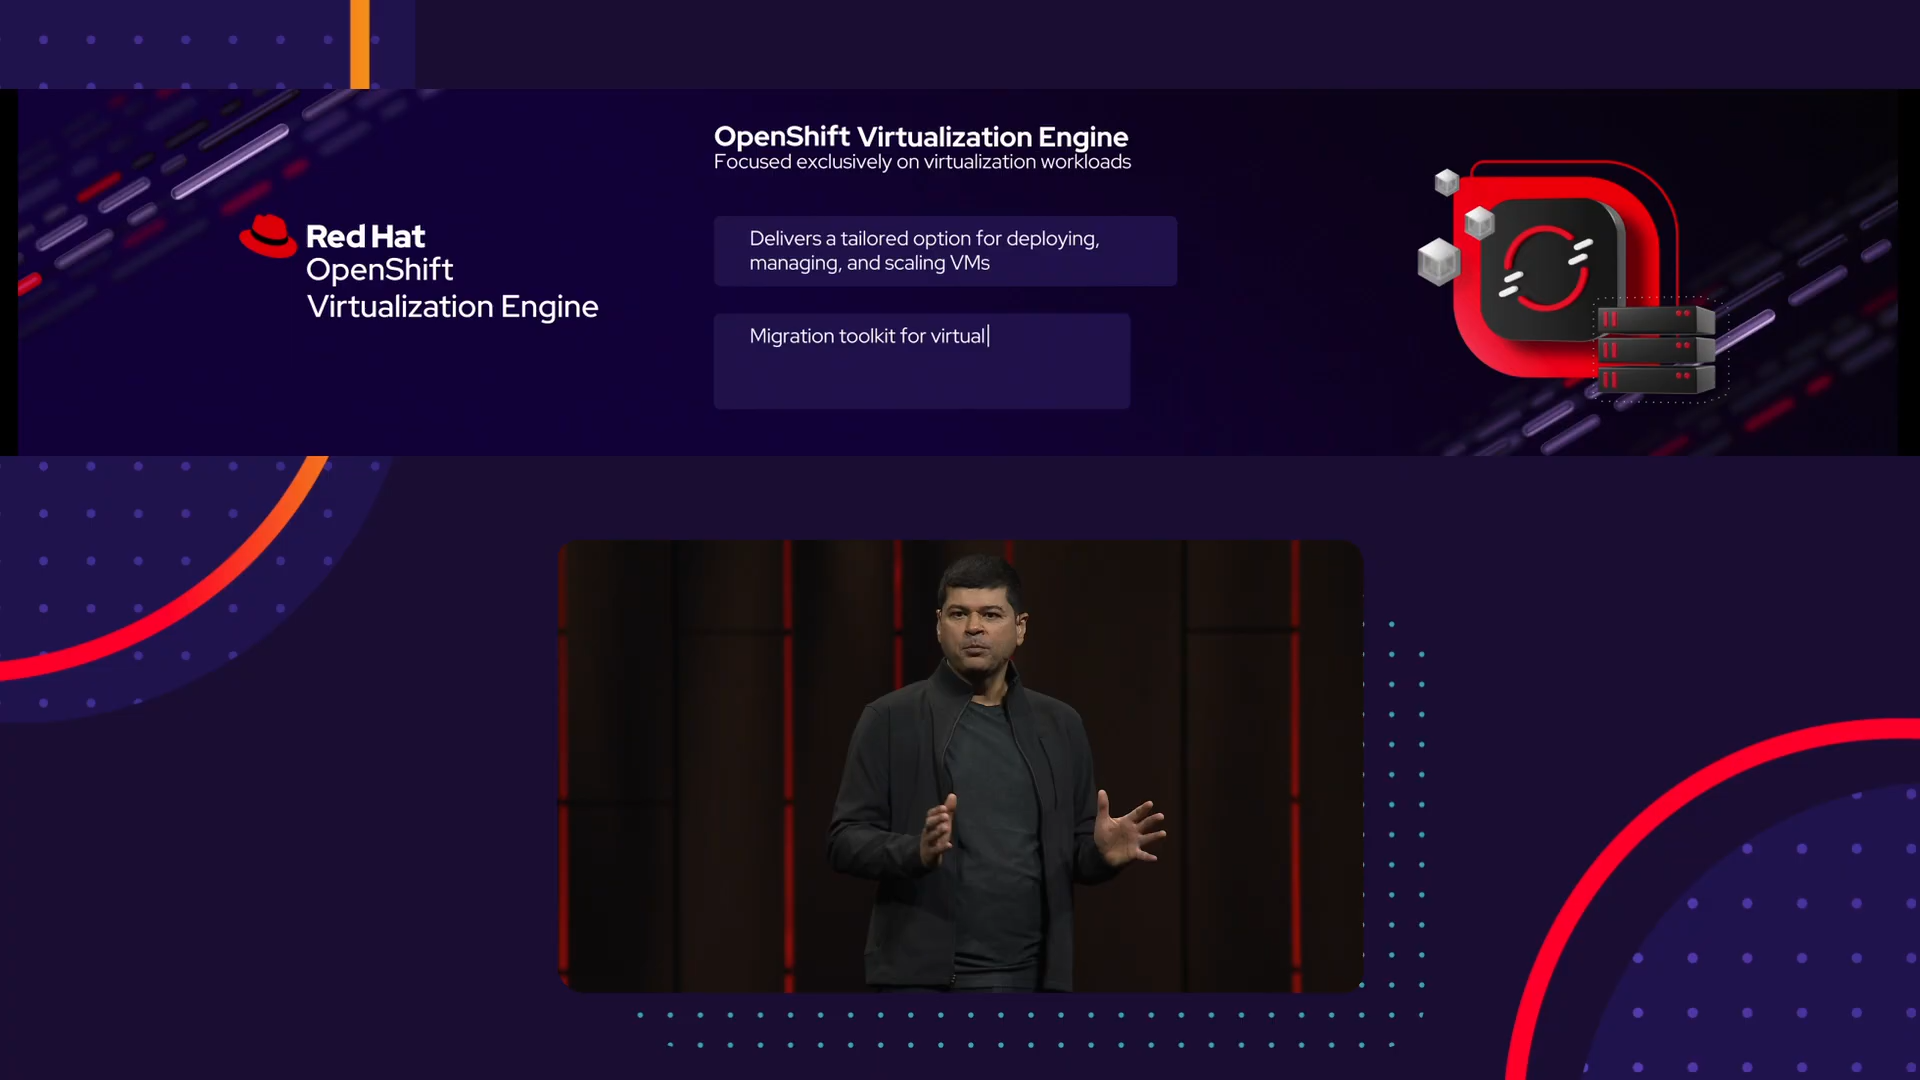 Red Hat
OpenShift
Virtualization Engine
OpenShift Virtualization Engine
Focused exclusively on virtualization workloads
Delivers a tailored option for deploying,
managing, and scaling VMs
Migration toolkit for virtual